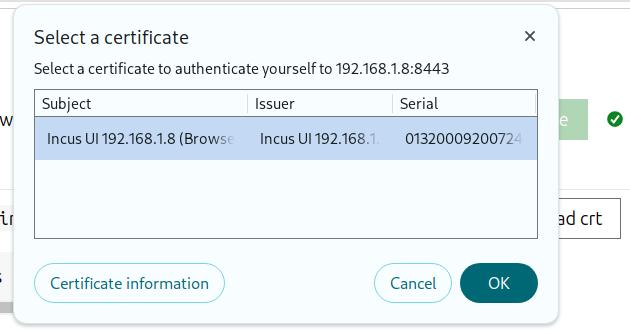 Select a certificate
Select a certificate to authenticate yourself to 192.168.1.8:8443
Subject Issuer Serial
Incus UI 192.168.1.8 (Browse Incus UI 192.168.1. 01320009200724
ad crt
Certificate information Cancel OK